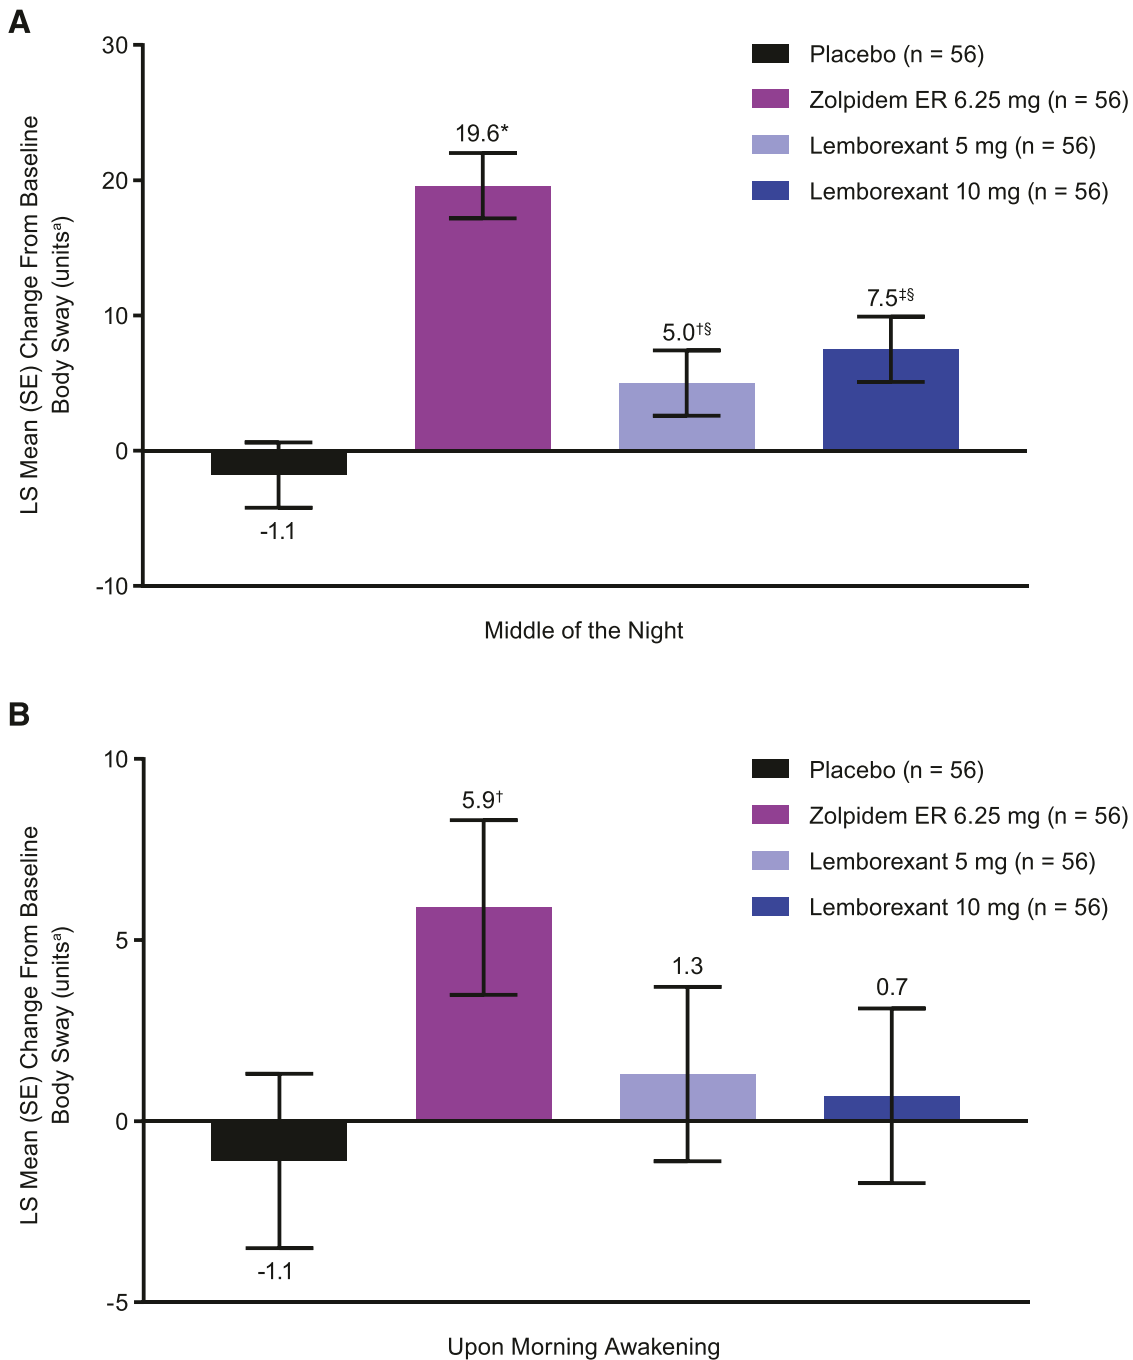 A
30
20
10
0
-10
LS Mean (SE) Change From Baseline
Body Sway (unitsᵃ)
Placebo (n = 56)
Zolpidem ER 6.25 mg (n = 56)
Lemborexant 5 mg (n = 56)
Lemborexant 10 mg (n = 56)
19.6*
5.0†§
7.5‡§
-1.1
Middle of the Night
B
10
5
0
-5
LS Mean (SE) Change From Baseline
Body Sway (unitsᵃ)
Placebo (n = 56)
Zolpidem ER 6.25 mg (n = 56)
Lemborexant 5 mg (n = 56)
Lemborexant 10 mg (n = 56)
5.9†
1.3
0.7
-1.1
Upon Morning Awakening